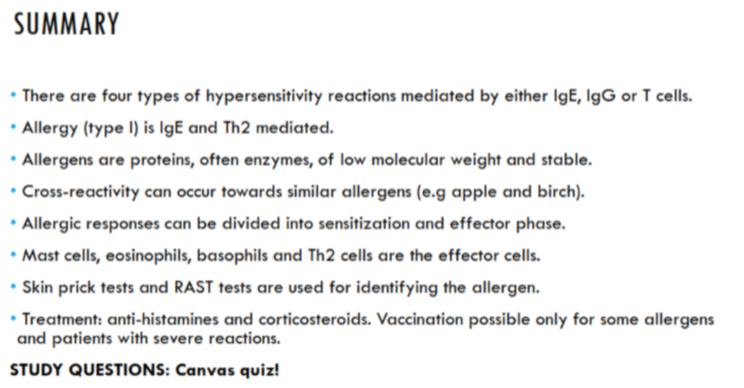 SUMMARY
• There are four types of hypersensitivity reactions mediated by either IgE, IgG or T cells.
• Allergy (type I) is IgE and Th2 mediated.
• Allergens are proteins, often enzymes, of low molecular weight and stable.
• Cross-reactivity can occur towards similar allergens (e.g apple and birch).
• Allergic responses can be divided into sensitization and effector phase.
• Mast cells, eosinophils, basophils and Th2 cells are the effector cells.
• Skin prick tests and RAST tests are used for identifying the allergen.
• Treatment: anti-histamines and corticosteroids. Vaccination possible only for some allergens
and patients with severe reactions.
STUDY QUESTIONS: Canvas quiz!